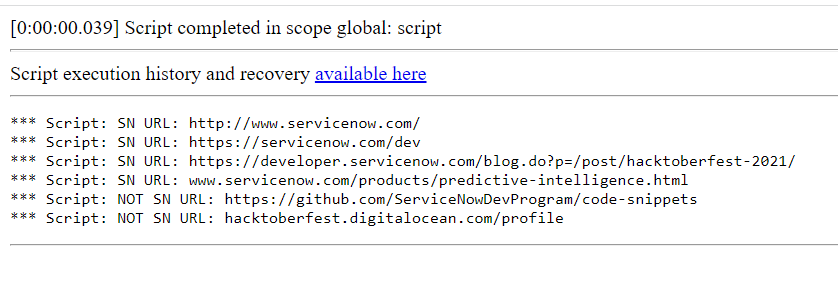 [0:00:00.039] Script completed in scope global: script
Script execution history and recovery available here
*** Script: SN URL: http://www.servicenow.com/
*** Script: SN URL: https://servicenow.com/dev
*** Script: SN URL: https://developer.servicenow.com/blog.do?p=/post/hacktoberfest-2021/
*** Script: SN URL: www.servicenow.com/products/predictive-intelligence.html
*** Script: NOT SN URL: https://github.com/ServiceNowDevProgram/code-snippets
*** Script: NOT SN URL: hacktoberfest.digitalocean.com/profile